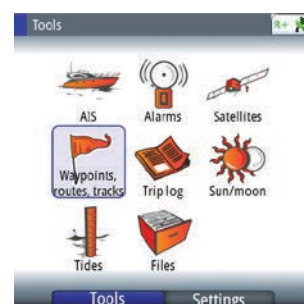 Tools
R+
AIS
Alarms
Satellites
Waypoints,
routes, tracks
Trip log
Sun/moon
Tides
Files
Tools
Settings